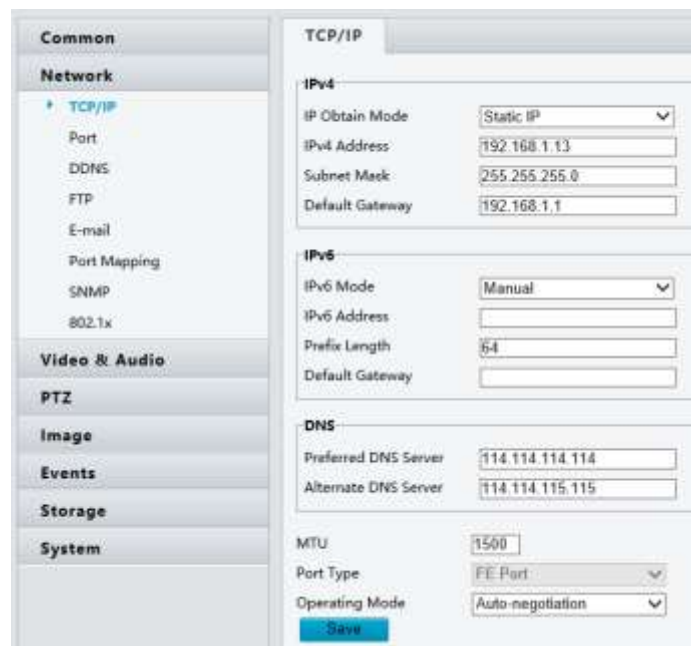 Common
Network
TCP/IP
Port
DDNS
FTP
E-mail
Port Mapping
SNMP
802.1x
Video & Audio
PTZ
Image
Events
Storage
System
TCP/IP
IPv4
IP Obtain Mode Static IP
IPv4 Address 192.168.1.13
Subnet Mask 255.255.255.0
Default Gateway 192.168.1.1
IPv6
IPv6 Mode Manual
IPv6 Address
Prefix Length 64
Default Gateway
DNS
Preferred DNS Server 114.114.114.114
Alternate DNS Server 114.114.115.115
MTU 1500
Port Type FE Port
Operating Mode Auto-negotiation
Save